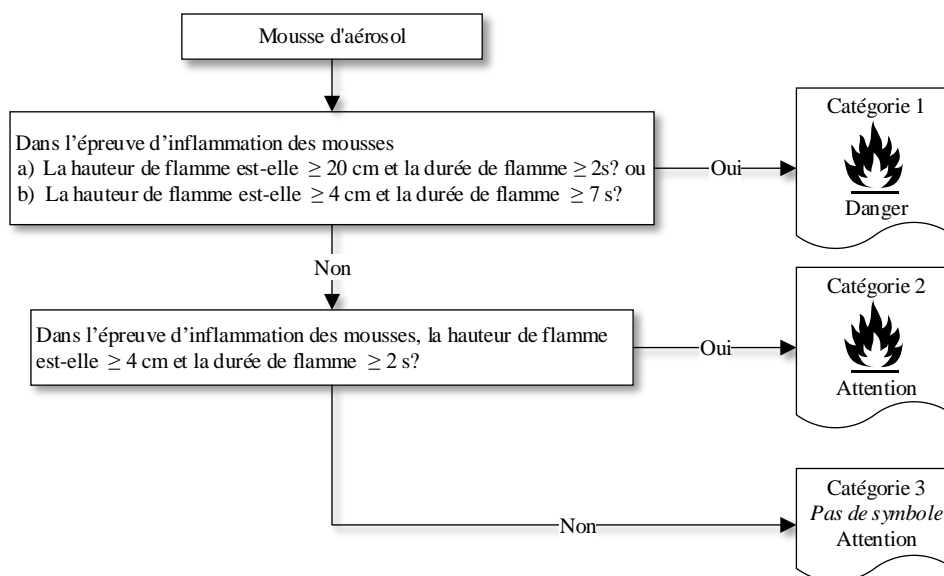 Mousse d'aérosol
Dans l’épreuve d’inflammation des mousses
a) La hauteur de flamme est-elle ≥ 20 cm et la durée de flamme ≥ 2s? ou
b) La hauteur de flamme est-elle ≥ 4 cm et la durée de flamme ≥ 7 s?
Oui
Catégorie 1
Danger
Non
Dans l’épreuve d’inflammation des mousses, la hauteur de flamme
est-elle ≥ 4 cm et la durée de flamme ≥ 2 s?
Oui
Catégorie 2
Attention
Non
Catégorie 3
Pas de symbole
Attention